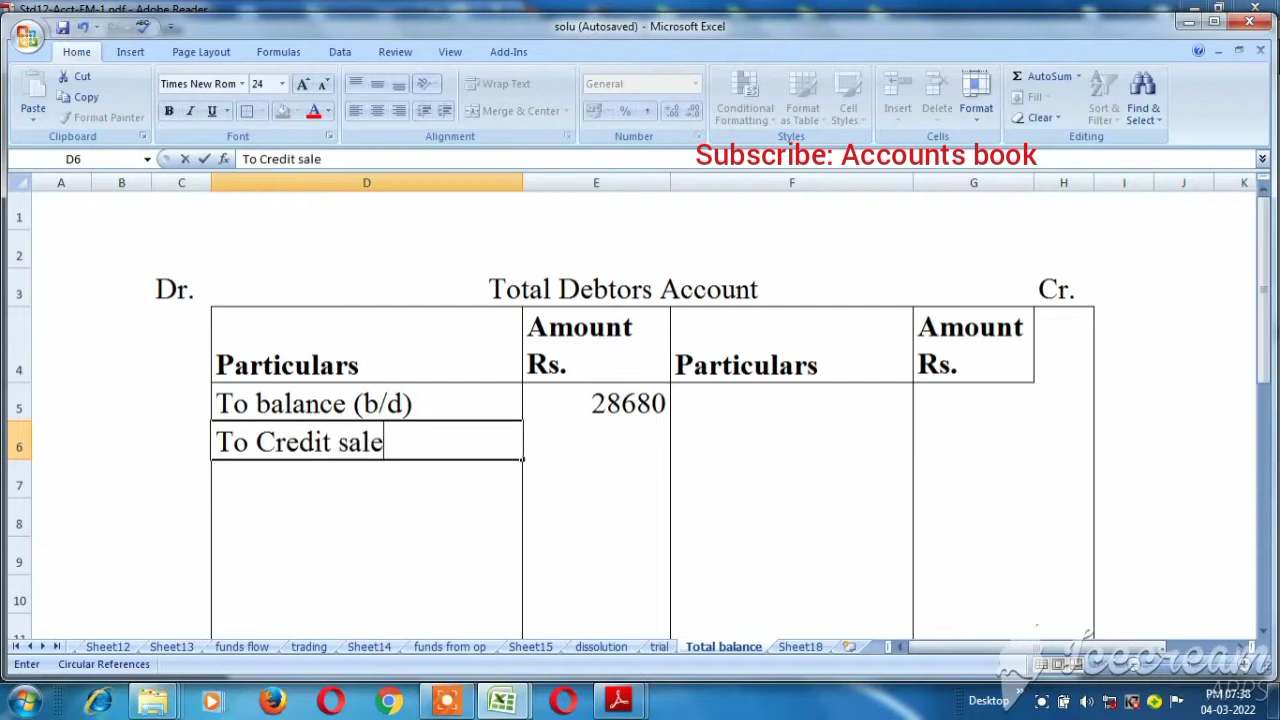 Std12-Acct-EM-1.pdf - Adobe Reader
solu (Autosaved) - Microsoft Excel
Home Insert Page Layout Formulas Data Review View Add-Ins
Cut
Copy
Format Painter
Paste
Clipboard
Times New Rom 24
B I U
Font
Wrap Text
Merge & Center
Alignment
General
Number
Conditional Formatting
Format as Table
Cell Styles
Styles
Insert Delete Format
Cells
AutoSum
Fill
Clear
Sort & Filter
Find & Select
Editing
D6 To Credit sale
Subscribe: Accounts book
A B C D E F G H I J K
1
2
3 Dr. Total Debtors Account Cr.
4 Particulars Amount Rs. Particulars Amount Rs.
5 To balance (b/d) 28680
6 To Credit sale
7
8
9
10
11
Sheet12 Sheet13 funds flow trading Sheet14 funds from op Sheet15 dissolution trial Total balance Sheet18
Enter Circular References
Icecream
APPS
Desktop
PM 07:38
04-03-2022